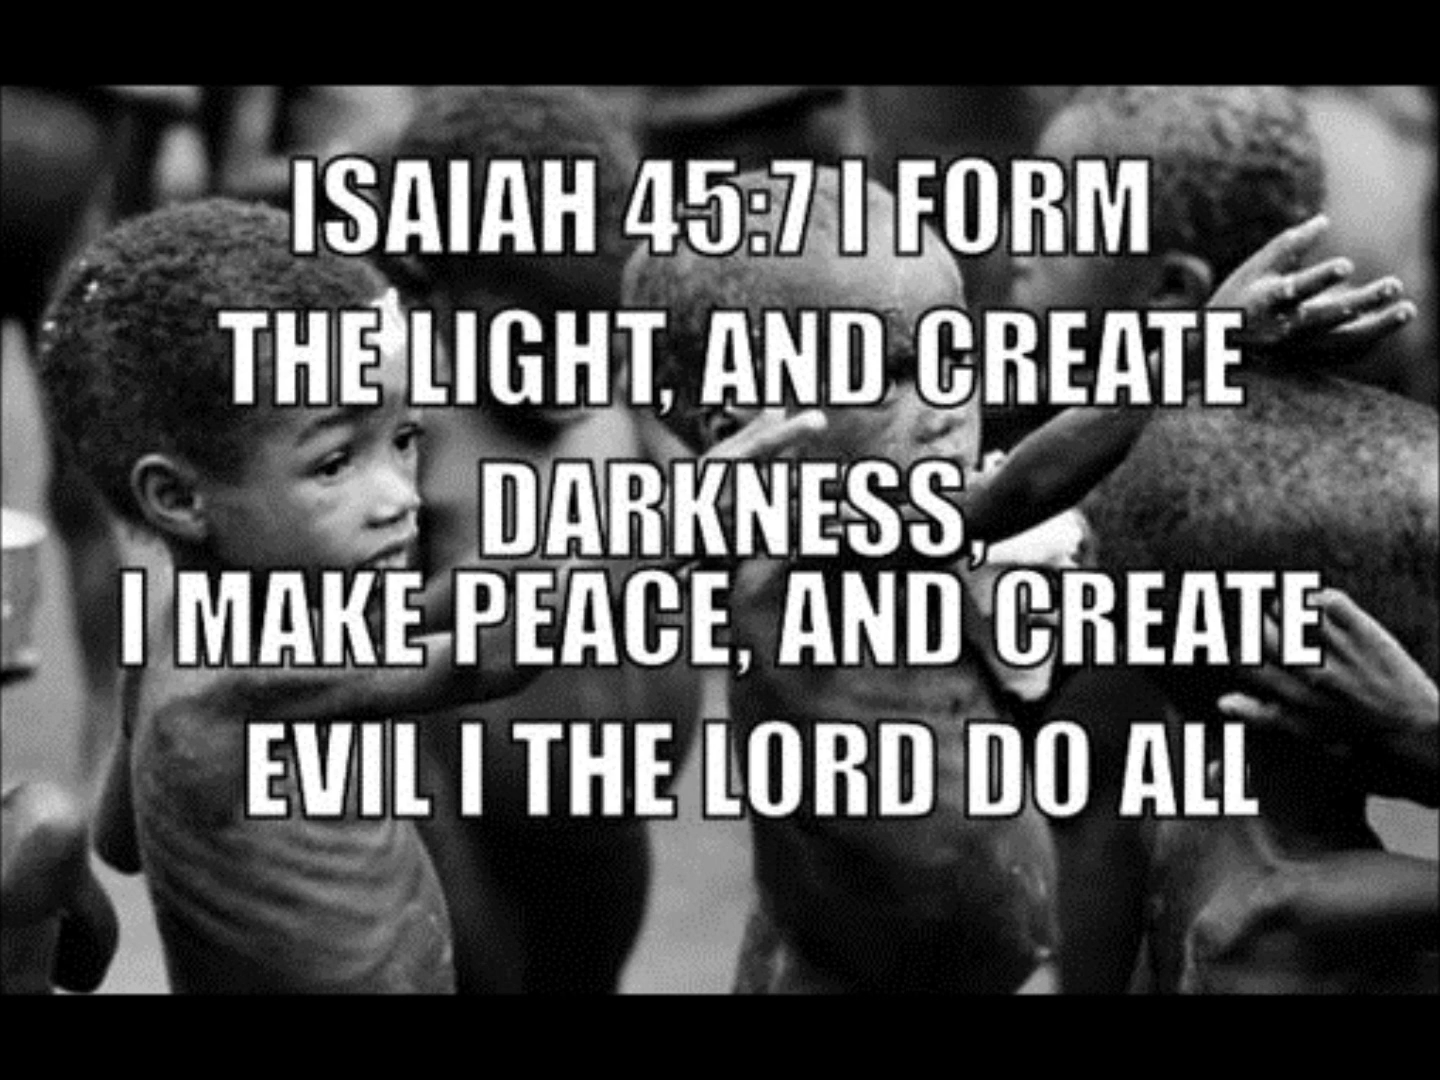 ISAIAH 45:7 I FORM
THE LIGHT, AND CREATE
DARKNESS,
I MAKE PEACE, AND CREATE
EVIL I THE LORD DO ALL